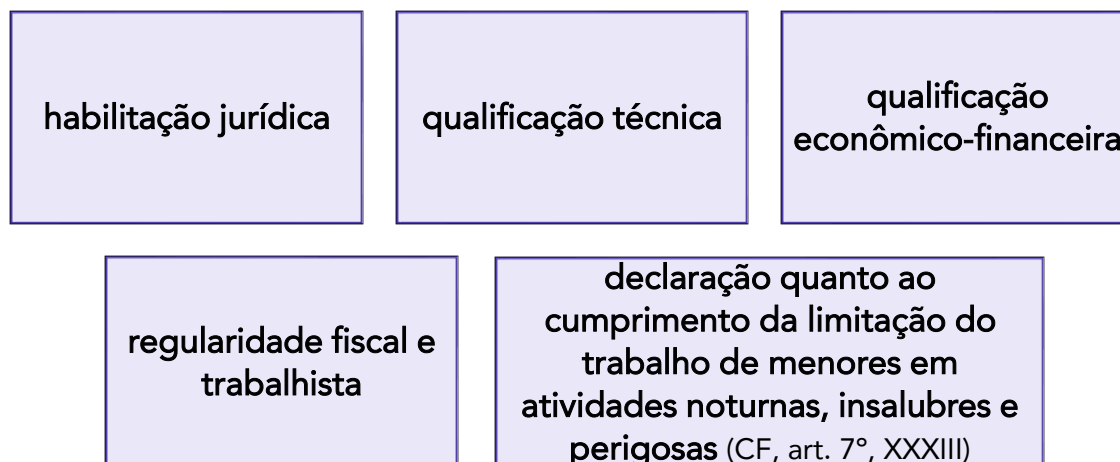 habilitação jurídica
qualificação técnica
qualificação
econômico-financeira
regularidade fiscal e
trabalhista
declaração quanto ao
cumprimento da limitação do
trabalho de menores em
atividades noturnas, insalubres e
perigosas (CF, art. 7°, XXXIII)